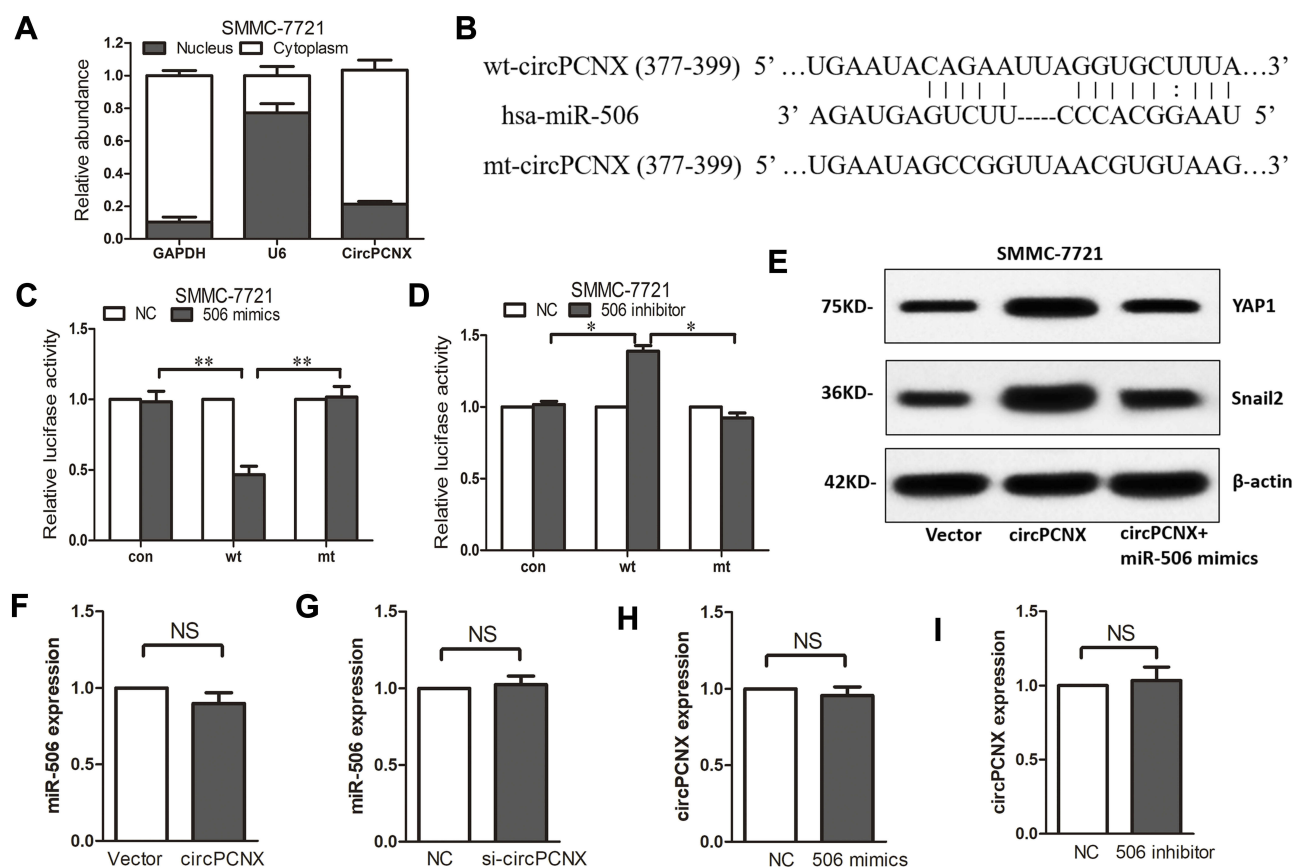 A
SMMC-7721
Nucleus Cytoplasm
Relative abundance
1.2
1.0
0.8
0.6
0.4
0.2
0.0
GAPDH U6 CircPCNX
B
wt-circPCNX (377-399) 5’ …UGAAUACAGAAUUAGGUGCUUUA…3’
| | | | | | | | | | : | | |
hsa-miR-506 3’ AGAUGAGUCUU-----CCCACGGAAU 5’
mt-circPCNX (377-399) 5’ …UGAAUAGCCGGUUAACGUGUAAG…3’
C
SMMC-7721
NC 506 mimics
Relative lucifase activity
1.5
1.0
0.5
0.0
** **
con wt mt
D
SMMC-7721
NC 506 inhibitor
Relative lucifase activity
1.5
1.0
0.5
0.0
* *
con wt mt
E
SMMC-7721
75KD- YAP1
36KD- Snail2
42KD- β-actin
Vector circPCNX circPCNX+
miR-506 mimics
F
miR-506 expression
1.5
1.0
0.5
0.0
NS
Vector circPCNX
G
miR-506 expression
1.5
1.0
0.5
0.0
NS
NC si-circPCNX
H
circPCNX expression
1.5
1.0
0.5
0.0
NS
NC 506 mimics
I
circPCNX expression
1.5
1.0
0.5
0.0
NS
NC 506 inhibitor